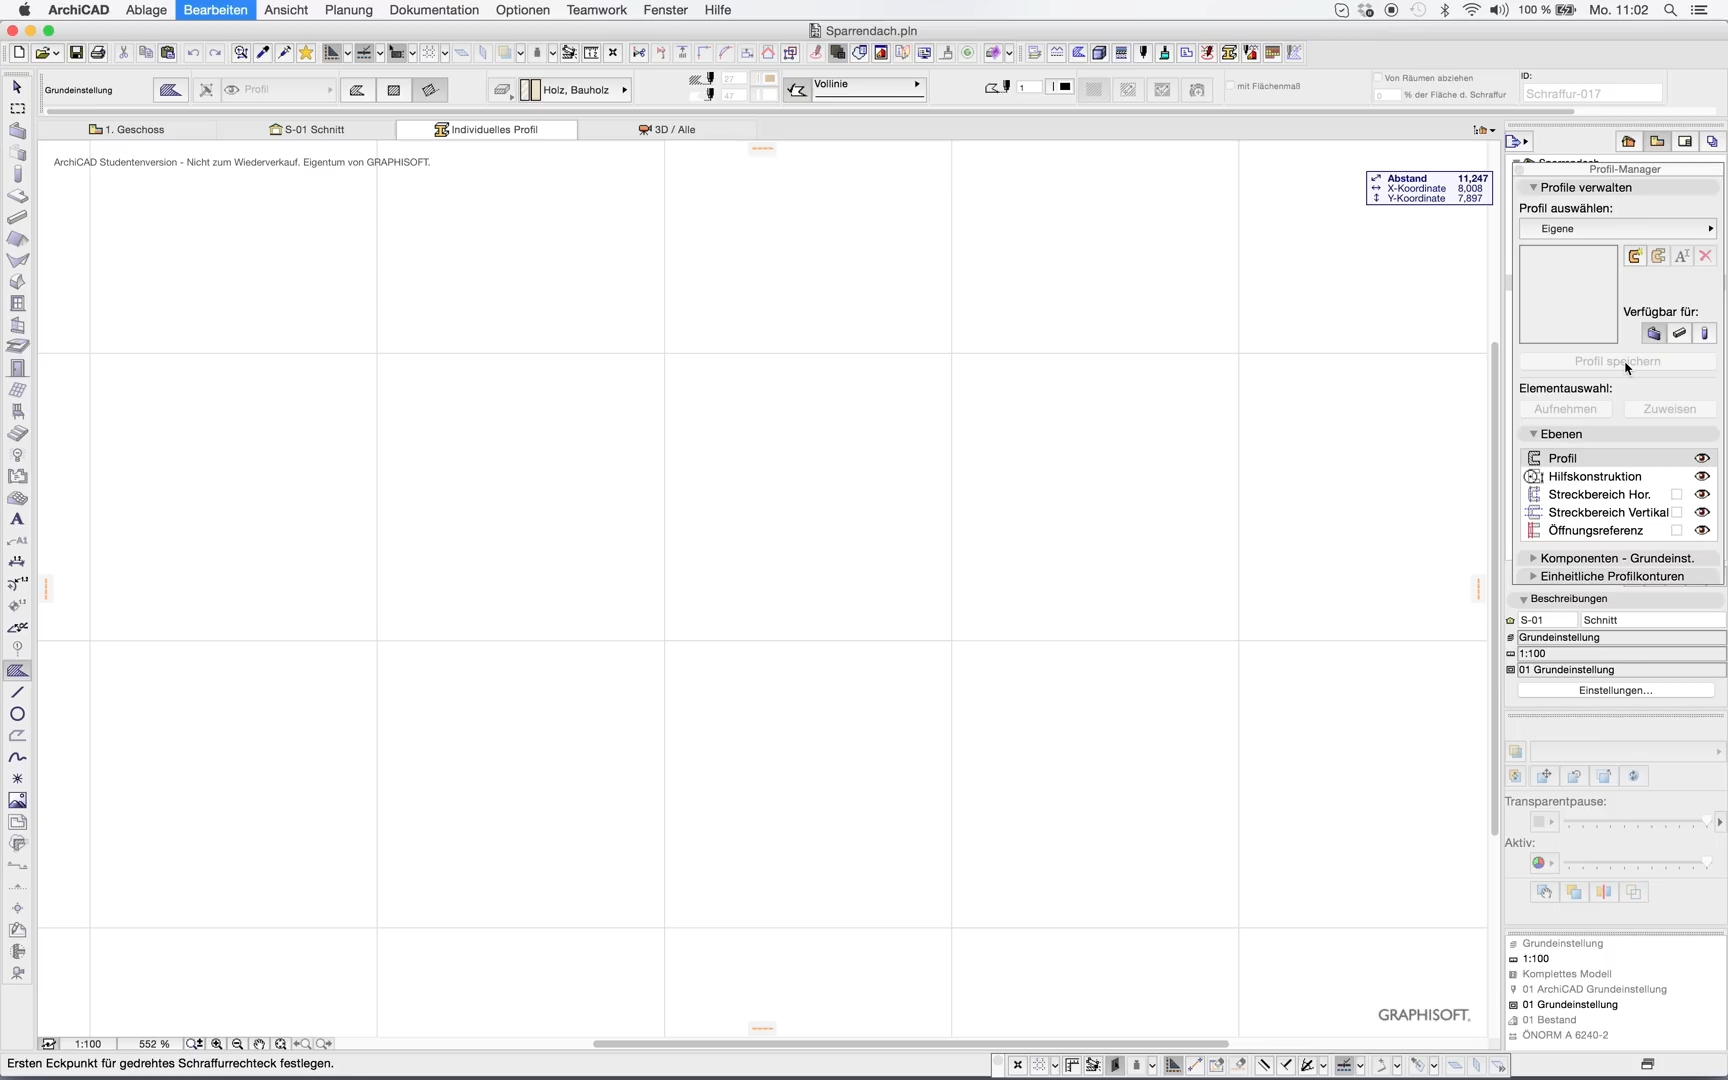 ArchiCAD Ablage Bearbeiten Ansicht Planung Dokumentation Optionen Teamwork Fenster Hilfe 100 % Mo. 11:02
Sparrendach.pln
Grundeinstellung Profil Holz, Bauholz 27 47 Vollinie 1 mit Flächenmaß Von Räumen abziehen 0 % der Fläche d. Schraffur ID: Schraffur-017
1. Geschoss S-01 Schnitt Individuelles Profil 3D / Alle
ArchiCAD Studentenversion - Nicht zum Wiederverkauf. Eigentum von GRAPHISOFT.
Abstand 11,247
X-Koordinate 8,008
Y-Koordinate 7,897
Profil-Manager
Profile verwalten
Profil auswählen:
Eigene
Verfügbar für:
Profil speichern
Elementauswahl:
Aufnehmen Zuweisen
Ebenen
Profil
Hilfskonstruktion
Streckbereich Hor.
Streckbereich Vertikal
Öffnungsreferenz
Komponenten - Grundeinst.
Einheitliche Profilkonturen
Beschreibungen
S-01 Schnitt
Grundeinstellung
1:100
01 Grundeinstellung
Einstellungen...
Transparentpause:
Aktiv:
Grundeinstellung
1:100
Komplettes Modell
01 ArchiCAD Grundeinstellung
01 Grundeinstellung
01 Bestand
ÖNORM A 6240-2
GRAPHISOFT.
1:100 552 %
Ersten Eckpunkt für gedrehtes Schraffurrechteck festlegen.